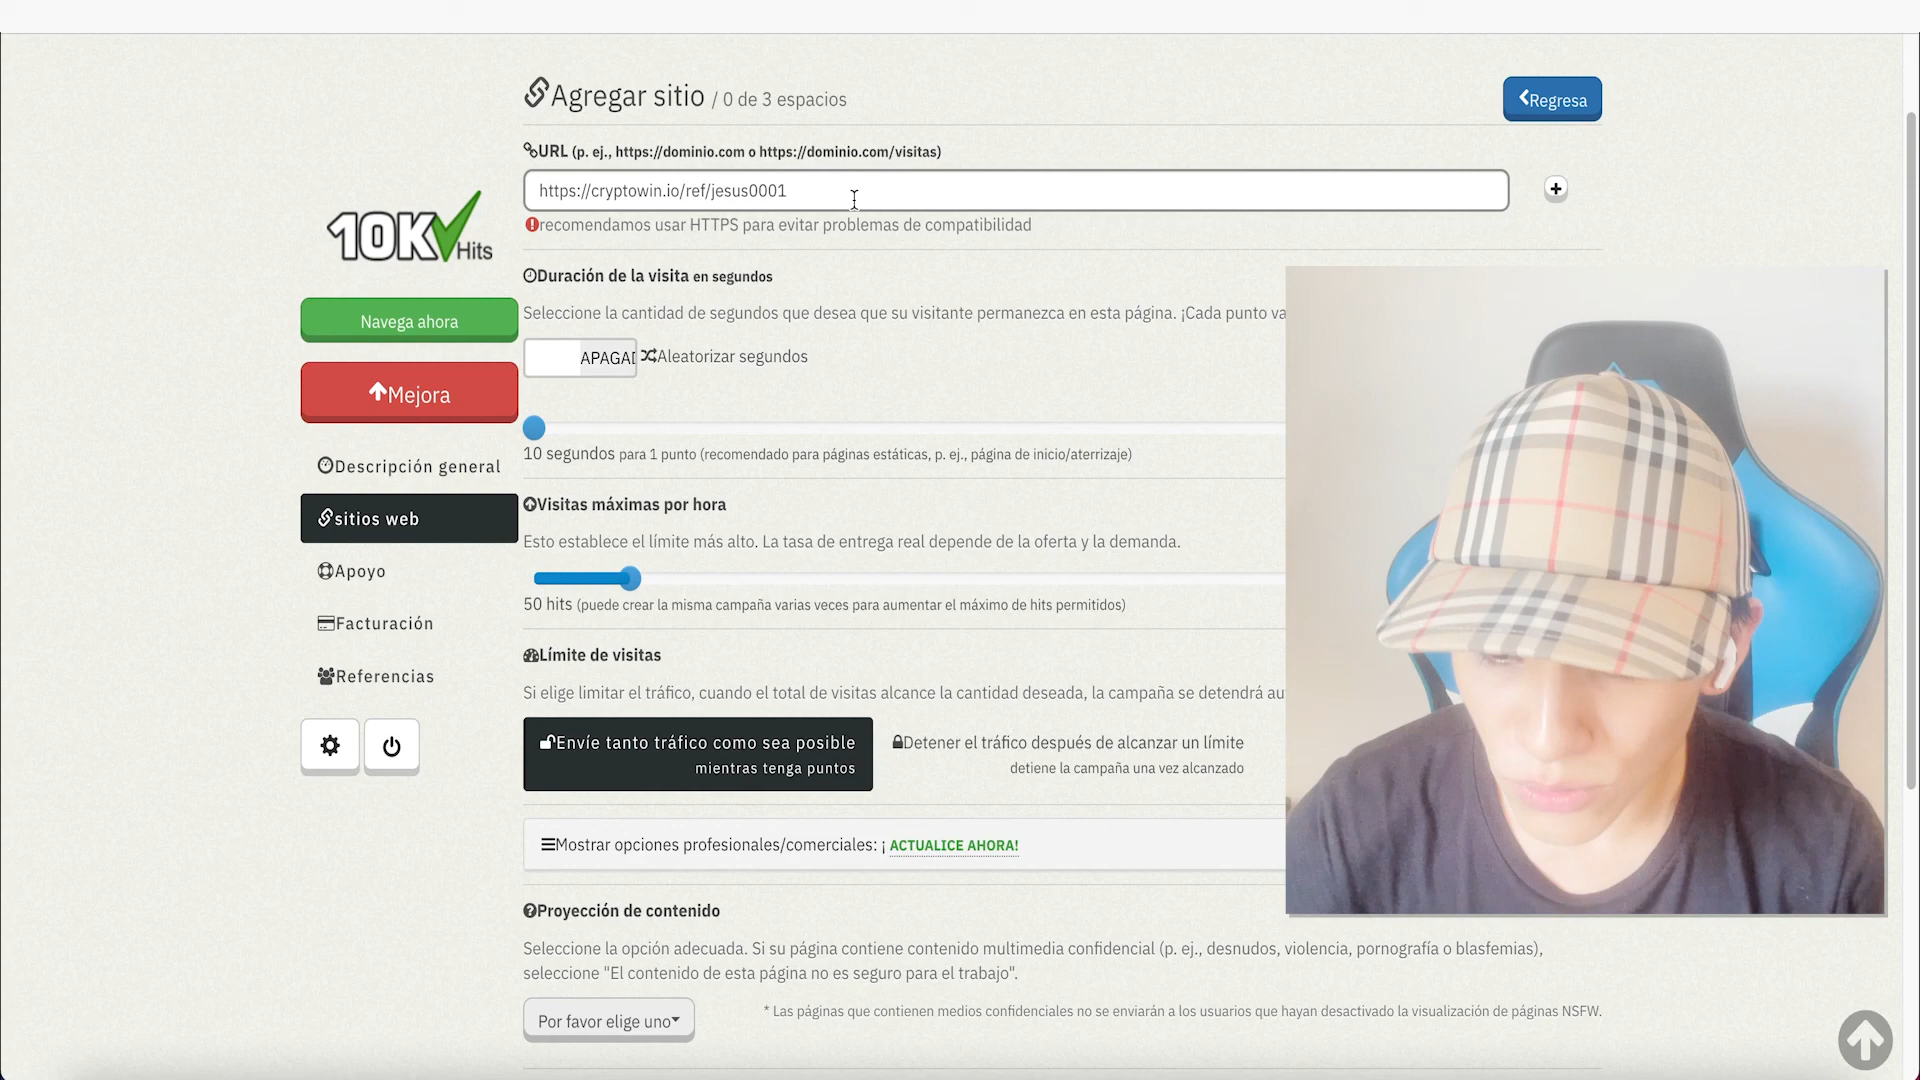 Agregar sitio / 0 de 3 espacios
Regresa
URL (p. ej., https://dominio.com o https://dominio.com/visitas)
https://cryptowin.io/ref/jesus0001
recomendamos usar HTTPS para evitar problemas de compatibilidad
10K Hits
Navega ahora
Mejora
Descripción general
sitios web
Apoyo
Facturación
Referencias
Duración de la visita en segundos
Seleccione la cantidad de segundos que desea que su visitante permanezca en esta página. ¡Cada punto va
APAGAD
Aleatorizar segundos
10 segundos para 1 punto (recomendado para páginas estáticas, p. ej., página de inicio/aterrizaje)
Visitas máximas por hora
Esto establece el límite más alto. La tasa de entrega real depende de la oferta y la demanda.
50 hits (puede crear la misma campaña varias veces para aumentar el máximo de hits permitidos)
Límite de visitas
Si elige limitar el tráfico, cuando el total de visitas alcance la cantidad deseada, la campaña se detendrá au
Envíe tanto tráfico como sea posible
mientras tenga puntos
Detener el tráfico después de alcanzar un límite
detiene la campaña una vez alcanzado
Mostrar opciones profesionales/comerciales: ¡ ACTUALICE AHORA!
Proyección de contenido
Seleccione la opción adecuada. Si su página contiene contenido multimedia confidencial (p. ej., desnudos, violencia, pornografía o blasfemias),
seleccione "El contenido de esta página no es seguro para el trabajo".
Por favor elige uno
* Las páginas que contienen medios confidenciales no se enviarán a los usuarios que hayan desactivado la visualización de páginas NSFW.